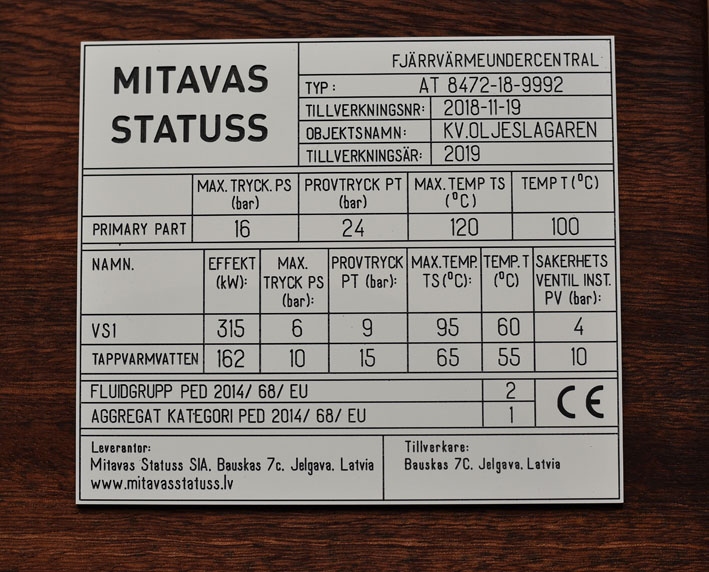 MITAVAS
STATUSS
FJÄRRVÄRMEUNDERCENTRAL
TYP: AT 8472-18-9992
TILLVERKNINGSNR: 2018-11-19
OBJEKTSNAMN: KV.OLJESLAGAREN
TILLVERKNINGSÄR: 2019
MAX. TRYCK. PS (bar) PROVTRYCK PT (bar) MAX. TEMP TS (°C) TEMP T (°C)
PRIMARY PART 16 24 120 100
NAMN. EFFEKT (kW): MAX. TRYCK PS (bar): PROVTRYCK PT (bar): MAX. TEMP. TS (°C): TEMP. T (°C) SAKERHETS VENTIL INST. PV (bar):
VS1 315 6 9 95 60 4
TAPPVARMVATTEN 162 10 15 65 55 10
FLUIDGRUPP PED 2014/ 68/ EU 2
AGGREGAT KATEGORI PED 2014/ 68/ EU 1
CE
Leverantor:
Mitavas Statuss SIA, Bauskas 7c, Jelgava, Latvia
www.mitavasstatuss.lv
Tillverkare:
Bauskas 7C, Jelgava, Latvia